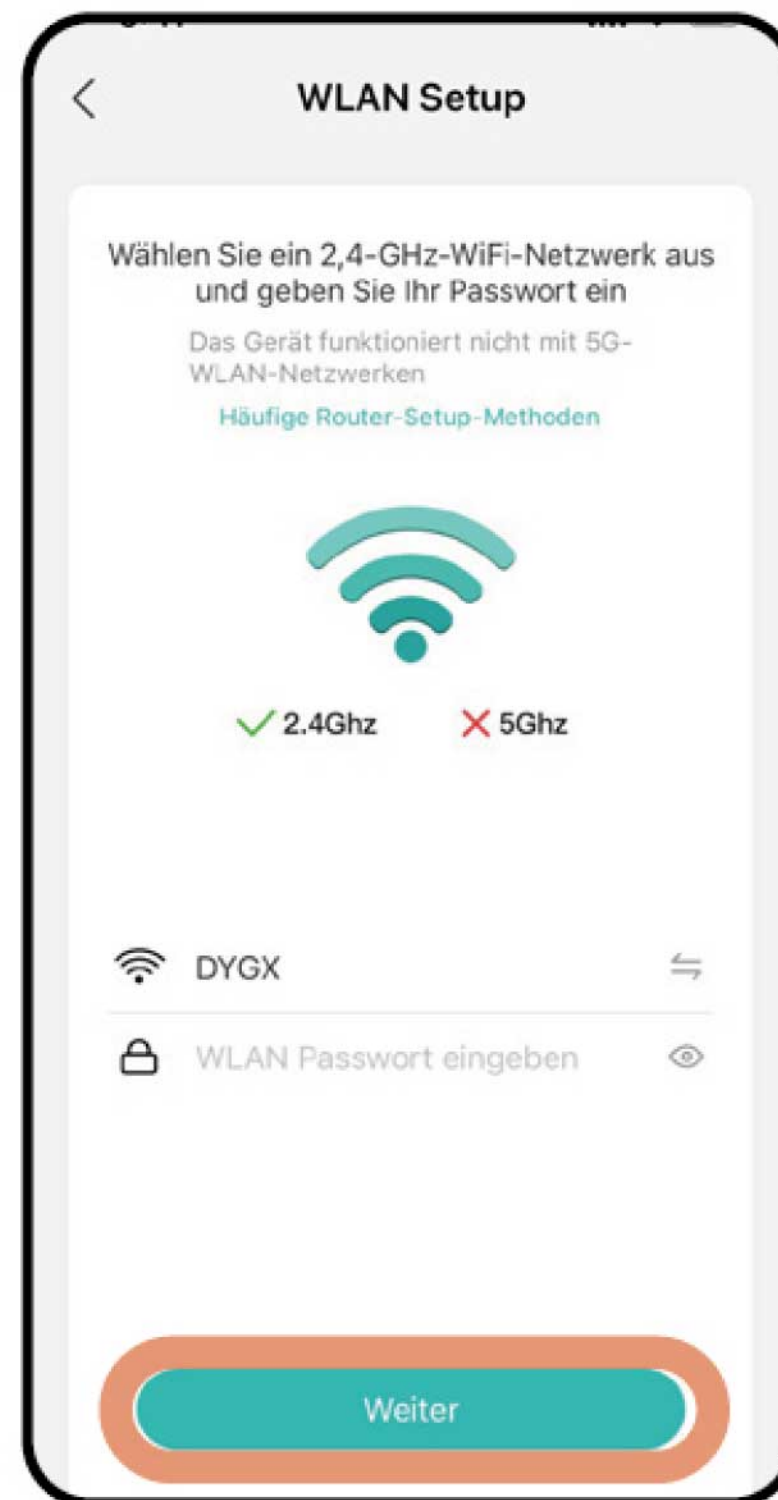 WLAN Setup
Wählen Sie ein 2,4-GHz-WiFi-Netzwerk aus
und geben Sie Ihr Passwort ein
Das Gerät funktioniert nicht mit 5G-
WLAN-Netzwerken
Häufige Router-Setup-Methoden
2.4Ghz 5Ghz
DYGX
WLAN Passwort eingeben
Weiter